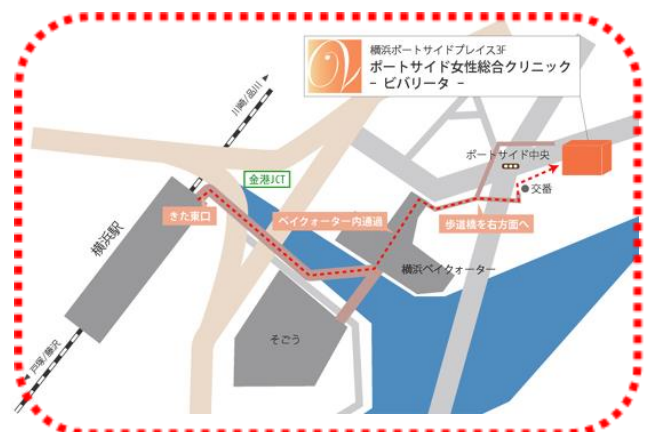 横浜ポートサイドプレイス3F
ポートサイド女性総合クリニック
- ビバリータ -
川崎/品川
ポートサイド中央
金港JCT
交番
きた東口
ベイクォーター内通過
歩道橋を右方面へ
横浜駅
横浜ベイクォーター
そごう
戸塚/藤沢